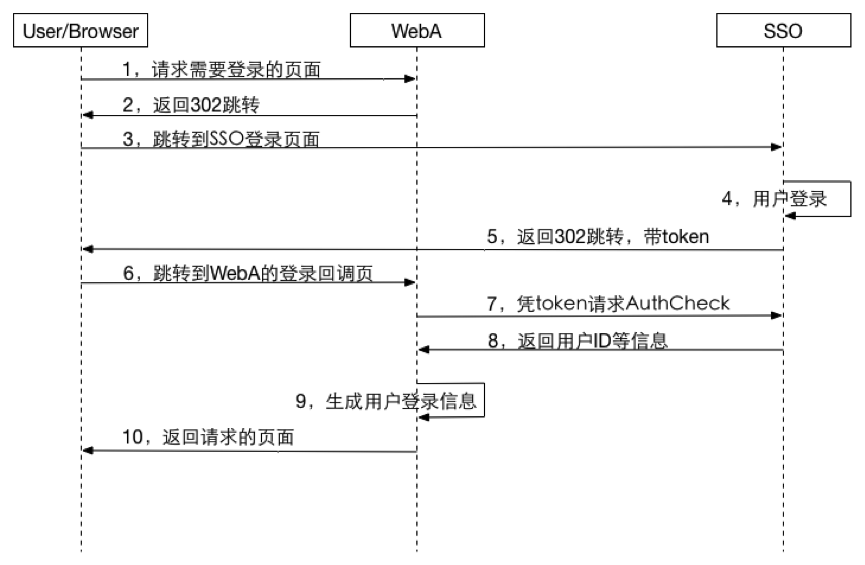 User/Browser
WebA
SSO
1，请求需要登录的页面
2，返回302跳转
3，跳转到SSO登录页面
4，用户登录
5，返回302跳转，带token
6，跳转到WebA的登录回调页
7，凭token请求AuthCheck
8，返回用户ID等信息
9，生成用户登录信息
10，返回请求的页面